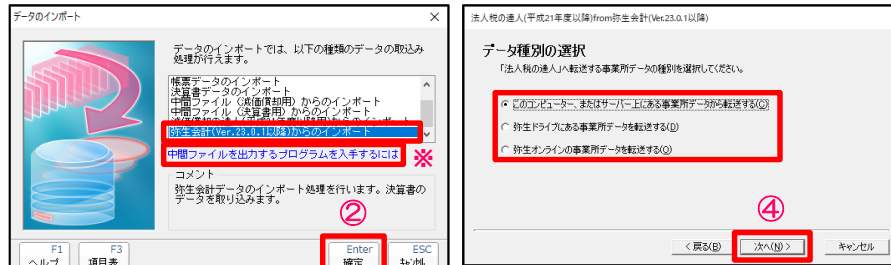 データのインポート
データのインポートでは、以下の種類のデータの取込み
処理が行えます。
帳票データのインポート
決算書データのインポート
中間ファイル（減価償却用）からのインポート
中間ファイル（決算書用）からのインポート
弥生会計(Ver.23.0.1以降)からのインポート
中間ファイルを出力するプログラムを入手するには
※
コメント
弥生会計データのインポート処理を行います。決算書の
データを取り込みます。
②
F1
ヘルプ
F3
項目表
Enter
確定
ESC
ｷｬﾝｾﾙ
法人税の達人(平成21年度以降)from弥生会計(Ver.23.0.1以降)
データ種別の選択
「法人税の達人」へ転送する事業所データの種別を選択してください。
このコンピューター、またはサーバー上にある事業所データから転送する(C)
弥生ドライブにある事業所データを転送する(D)
弥生オンラインの事業所データを転送する(O)
④
< 戻る(B)
次へ(N) >
キャンセル